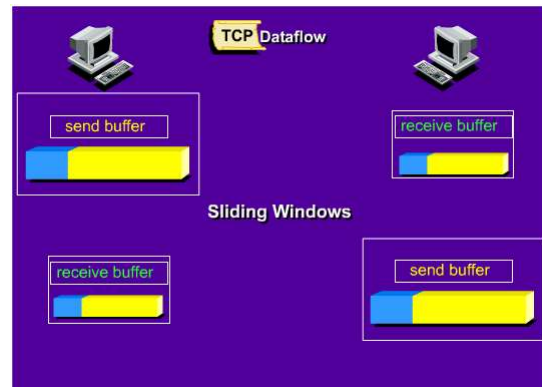 TCP Dataflow
send buffer
receive buffer
Sliding Windows
receive buffer
send buffer